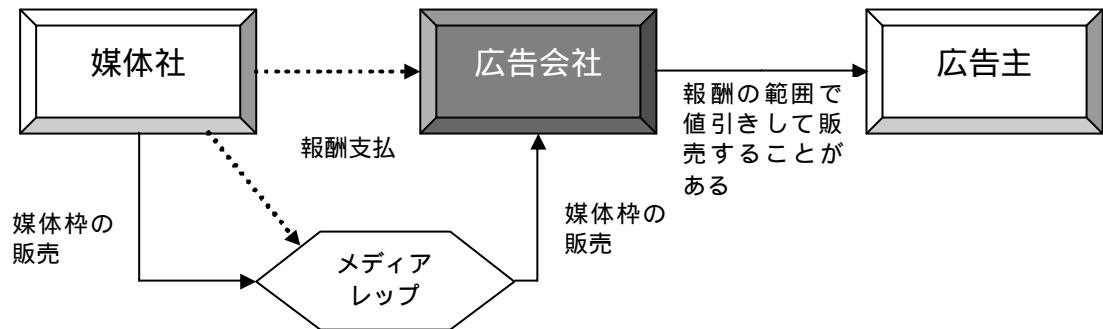 媒体社
広告会社
広告主
報酬の範囲で
値引きして販
売することが
ある
報酬支払
媒体枠の
販売
媒体枠の
販売
メディア
レップ